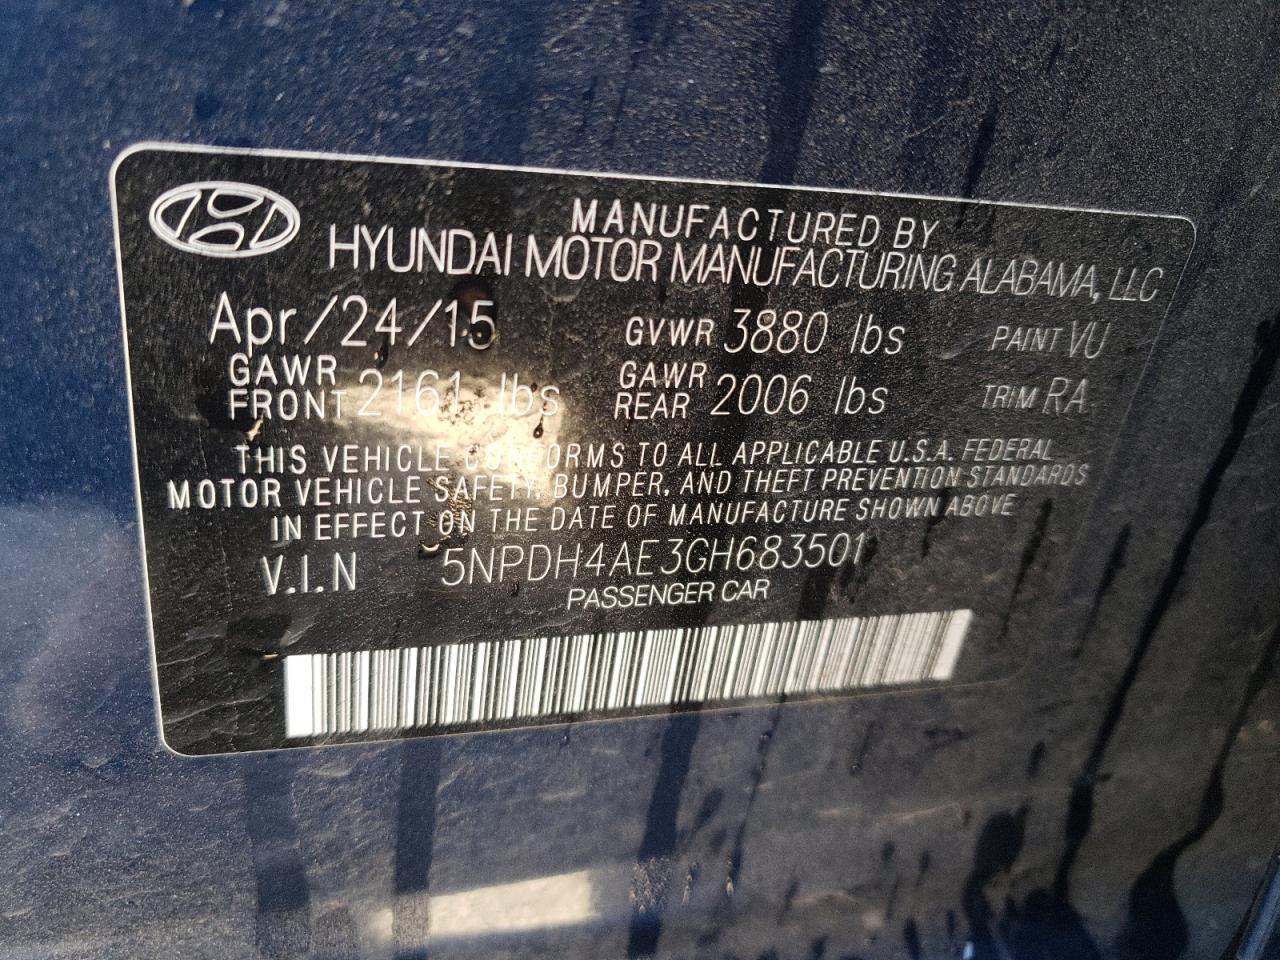 MANUFACTURED BY
HYUNDAI MOTOR MANUFACTURING ALABAMA, LLC
Apr/24/15 GVWR 3880 lbs PAINT VU
GAWR FRONT 2161 lbs GAWR REAR 2006 lbs TRIM RA
THIS VEHICLE CONFORMS TO ALL APPLICABLE U.S.A. FEDERAL
MOTOR VEHICLE SAFETY, BUMPER, AND THEFT PREVENTION STANDARDS
IN EFFECT ON THE DATE OF MANUFACTURE SHOWN ABOVE
V.I.N 5NPDH4AE3GH683501
PASSENGER CAR